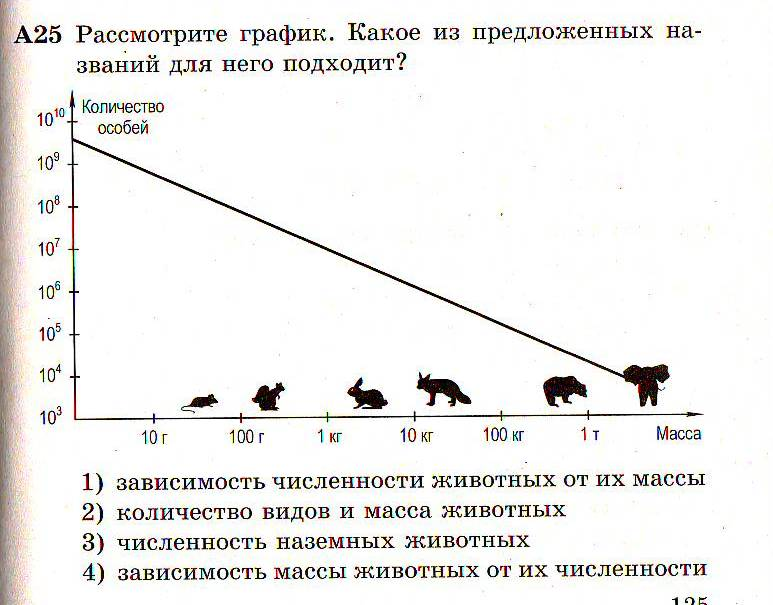 А25 Рассмотрите график. Какое из предложенных на-
званий для него подходит?
Количество
особей
10¹⁰
10⁹
10⁸
10⁷
10⁶
10⁵
10⁴
10³
10 г 100 г 1 кг 10 кг 100 кг 1 т Масса
1) зависимость численности животных от их массы
2) количество видов и масса животных
3) численность наземных животных
4) зависимость массы животных от их численности
125